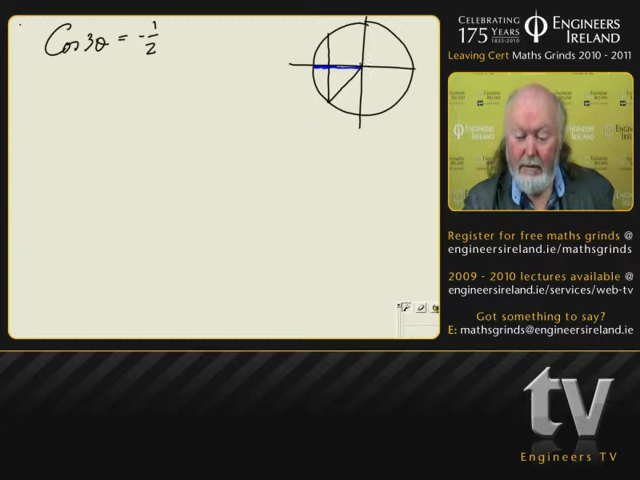 Cos3θ = -1/2
CELEBRATING
175 YEARS
1835-2010
ENGINEERS
IRELAND
Leaving Cert Maths Grinds 2010 - 2011
ENGINEERS
IRELAND
Register for free maths grinds @
engineersireland.ie/mathsgrinds
2009 - 2010 lectures available @
engineersireland.ie/services/web-tv
Got something to say?
E: mathsgrinds@engineersireland.ie
tv
Engineers TV